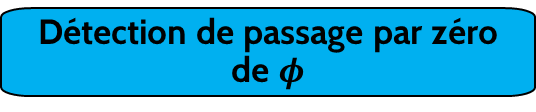 Détection de passage par zéro
de ϕ